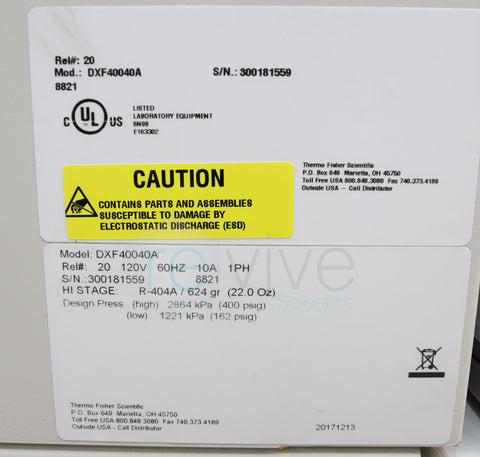 Rel#: 20
Mod.: DXF40040A S/N.: 300181559
8821
C UL US
LISTED
LABORATORY EQUIPMENT
8N98
E163302
CAUTION
CONTAINS PARTS AND ASSEMBLIES
SUSCEPTIBLE TO DAMAGE BY
ELECTROSTATIC DISCHARGE (ESD)
Thermo Fisher Scientific
P.O. Box 649 Marietta, OH 45750
Toll Free USA 800.848.3080 Fax 740.373.4189
Outside USA – Call Distributor
Model: DXF40040A
Rel#: 20 120V 60HZ 10A 1PH
S/N.:300181559 8821
HI STAGE: R-404A / 624 gr (22.0 Oz)
Design Press (high) 2864 kPa (400 psig)
(low) 1221 kPa (162 psig)
revive
Scientific
Thermo Fisher Scientific
P.O. Box 649 Marietta, OH 45750
Toll Free USA 800.848.3080 Fax 740.373.4189
Outside USA - Call Distributor
20171213